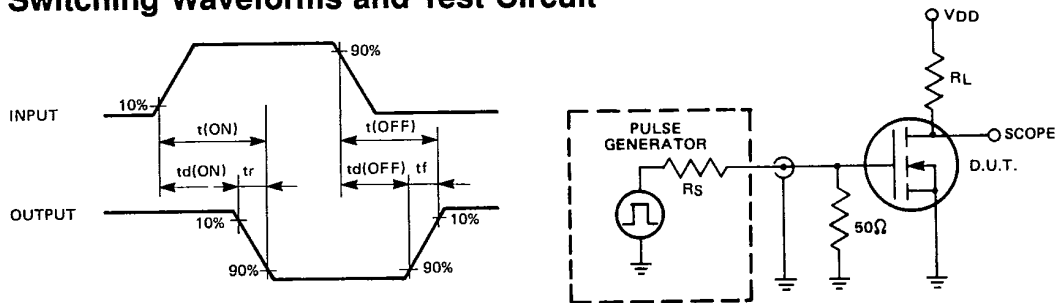 Switching Waveforms and Test Circuit
INPUT
10%
90%
t(ON)
t(OFF)
td(ON)
tr
td(OFF)
tf
OUTPUT
10%
90%
90%
10%
PULSE
GENERATOR
RS
50Ω
VDD
RL
SCOPE
D.U.T.